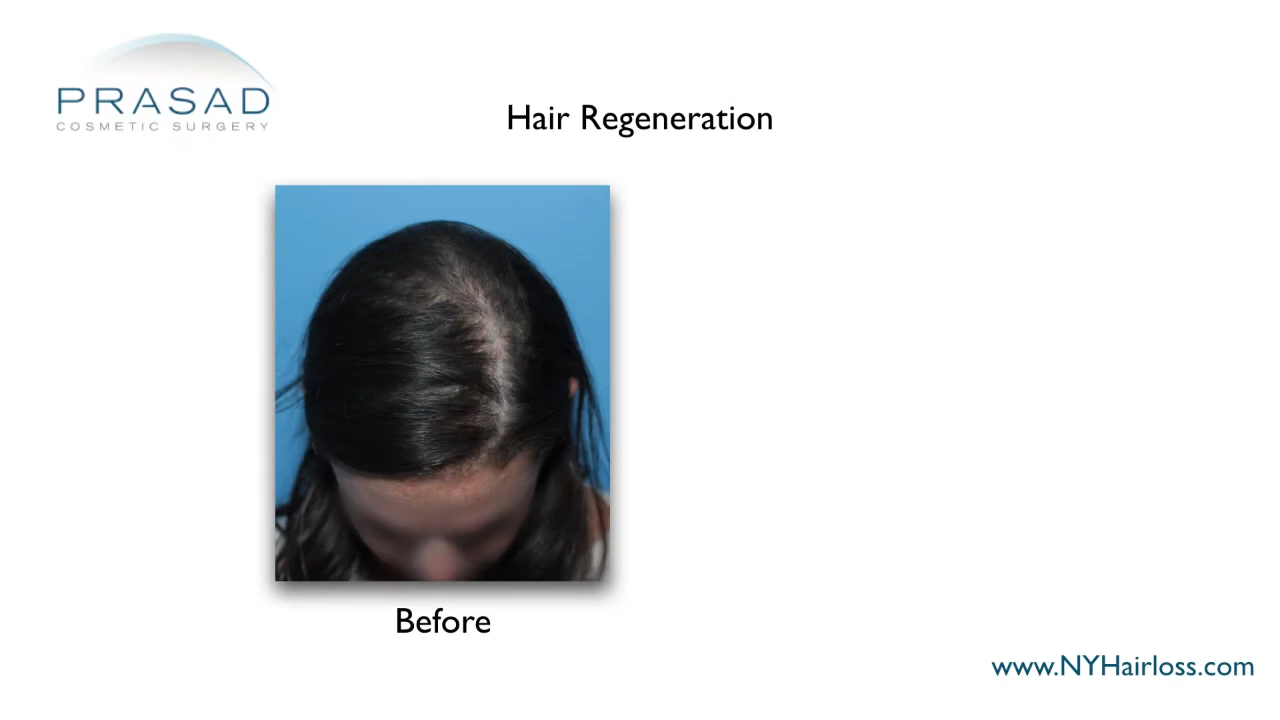 PRASAD
COSMETIC SURGERY
Hair Regeneration
Before
www.NYHairloss.com